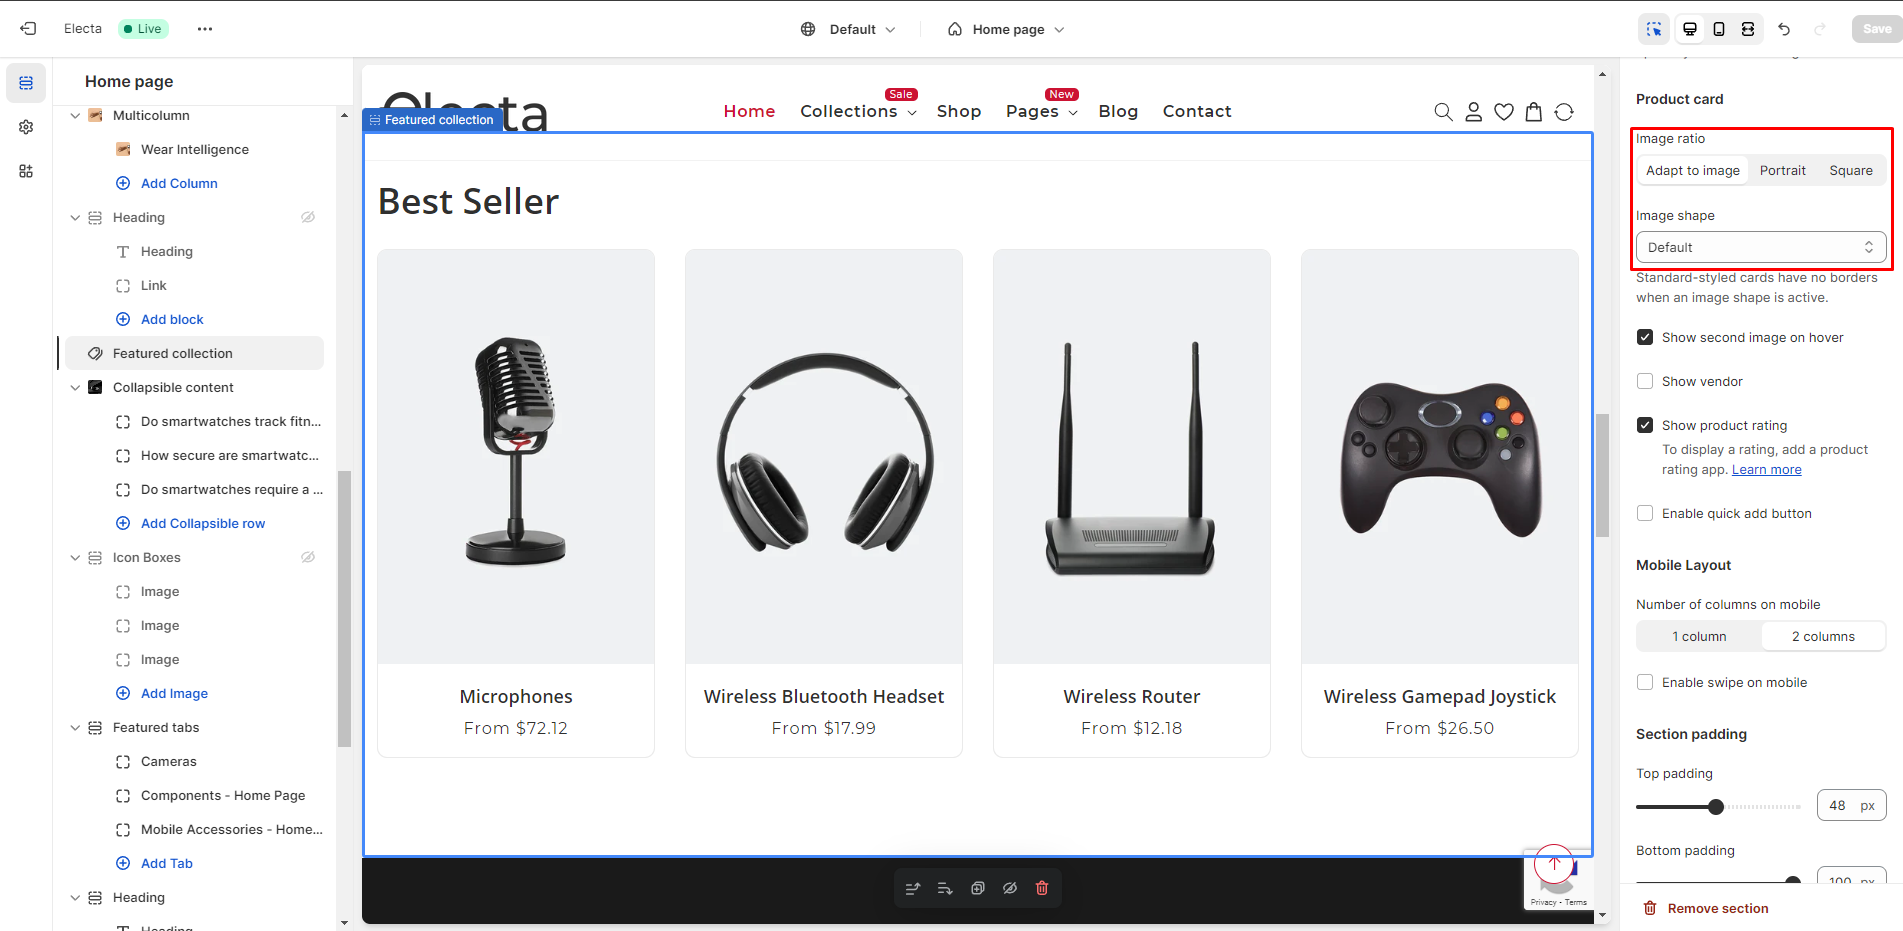 Electa
Live
Default
Home page
Save
Home page
Multicolumn
Wear Intelligence
Add Column
Heading
Heading
Link
Add block
Featured collection
Collapsible content
Do smartwatches track fitn...
How secure are smartwatc...
Do smartwatches require a ...
Add Collapsible row
Icon Boxes
Image
Image
Image
Add Image
Featured tabs
Cameras
Components - Home Page
Mobile Accessories - Home...
Add Tab
Heading
Heading
Featured collection
Electa
Home
Collections
Sale
Shop
Pages
New
Blog
Contact
Best Seller
Microphones
From $72.12
Wireless Bluetooth Headset
From $17.99
Wireless Router
From $12.18
Wireless Gamepad Joystick
From $26.50
Privacy - Terms
Product card
Image ratio
Adapt to image Portrait Square
Image shape
Default
Standard-styled cards have no borders
when an image shape is active.
Show second image on hover
Show vendor
Show product rating
To display a rating, add a product
rating app. Learn more
Enable quick add button
Mobile Layout
Number of columns on mobile
1 column 2 columns
Enable swipe on mobile
Section padding
Top padding
48 px
Bottom padding
100 px
Remove section